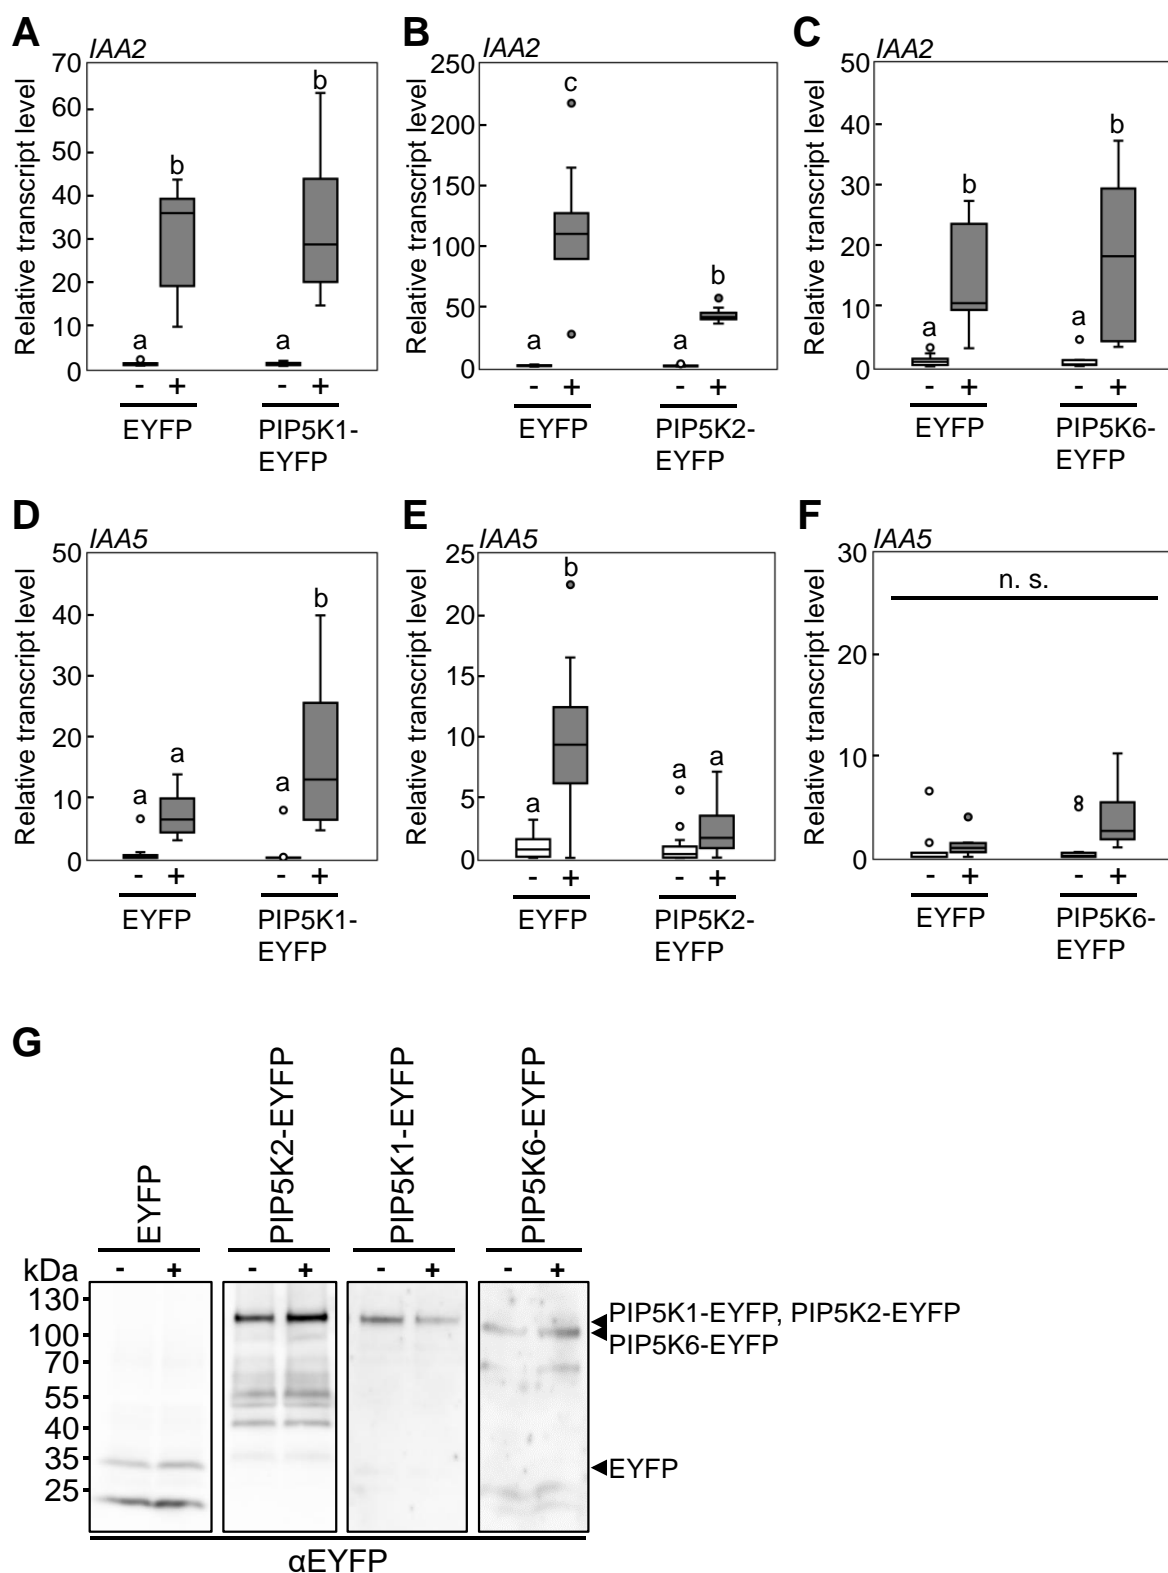 A
IAA2
Relative transcript level
70
60
50
40
30
20
10
0
a
b
a
b
- + - +
EYFP
PIP5K1-
EYFP
B
IAA2
Relative transcript level
250
200
150
100
50
0
a
c
a
b
- + - +
EYFP
PIP5K2-
EYFP
C
IAA2
Relative transcript level
50
40
30
20
10
0
a
b
a
b
- + - +
EYFP
PIP5K6-
EYFP
D
IAA5
Relative transcript level
50
40
30
20
10
0
a
a
a
b
- + - +
EYFP
PIP5K1-
EYFP
E
IAA5
Relative transcript level
25
20
15
10
5
0
a
b
a
a
- + - +
EYFP
PIP5K2-
EYFP
F
IAA5
Relative transcript level
30
20
10
0
n. s.
- + - +
EYFP
PIP5K6-
EYFP
G
EYFP
PIP5K2-EYFP
PIP5K1-EYFP
PIP5K6-EYFP
kDa
- + - + - + - +
130
100
70
55
40
35
25
PIP5K1-EYFP, PIP5K2-EYFP
PIP5K6-EYFP
EYFP
αEYFP